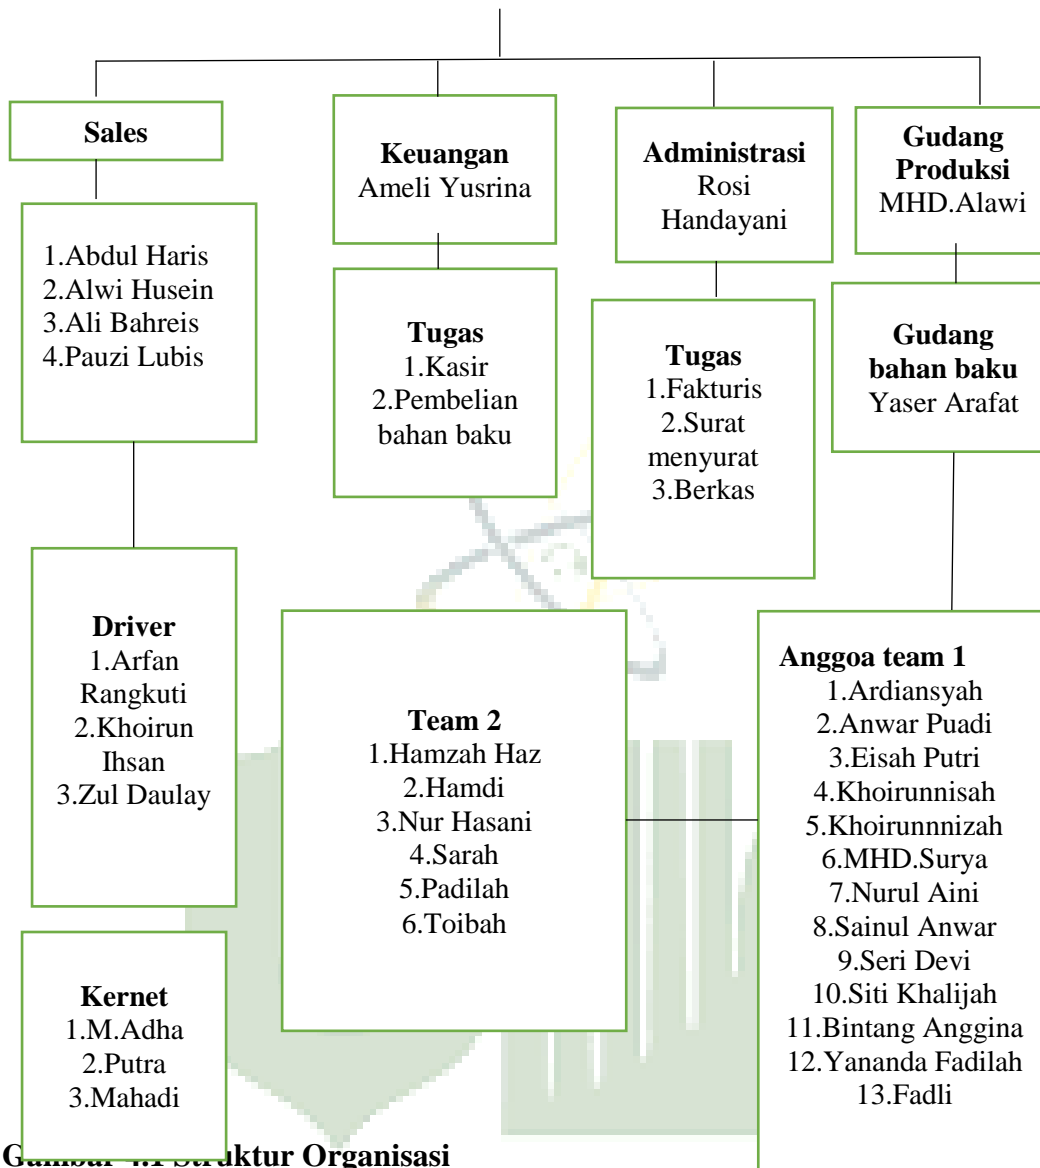 Sales
1.Abdul Haris
2.Alwi Husein
3.Ali Bahreis
4.Pauzi Lubis
Driver
1.Arfan
Rangkuti
2.Khoirun
Ihsan
3.Zul Daulay
Kernet
1.M.Adha
2.Putra
3.Mahadi
Keuangan
Ameli Yusrina
Tugas
1.Kasir
2.Pembelian
bahan baku
Administrasi
Rosi
Handayani
Tugas
1.Fakturis
2.Surat
menyurat
3.Berkas
Gudang
Produksi
MHD.Alawi
Gudang
bahan baku
Yaser Arafat
Team 2
1.Hamzah Haz
2.Hamdi
3.Nur Hasani
4.Sarah
5.Padilah
6.Toibah
Anggoa team 1
1.Ardiansyah
2.Anwar Puadi
3.Eisah Putri
4.Khoirunnisah
5.Khoirunnnizah
6.MHD.Surya
7.Nurul Aini
8.Sainul Anwar
9.Seri Devi
10.Siti Khalijah
11.Bintang Anggina
12.Yananda Fadilah
13.Fadli
Gambar 4.1 Struktur Organisasi